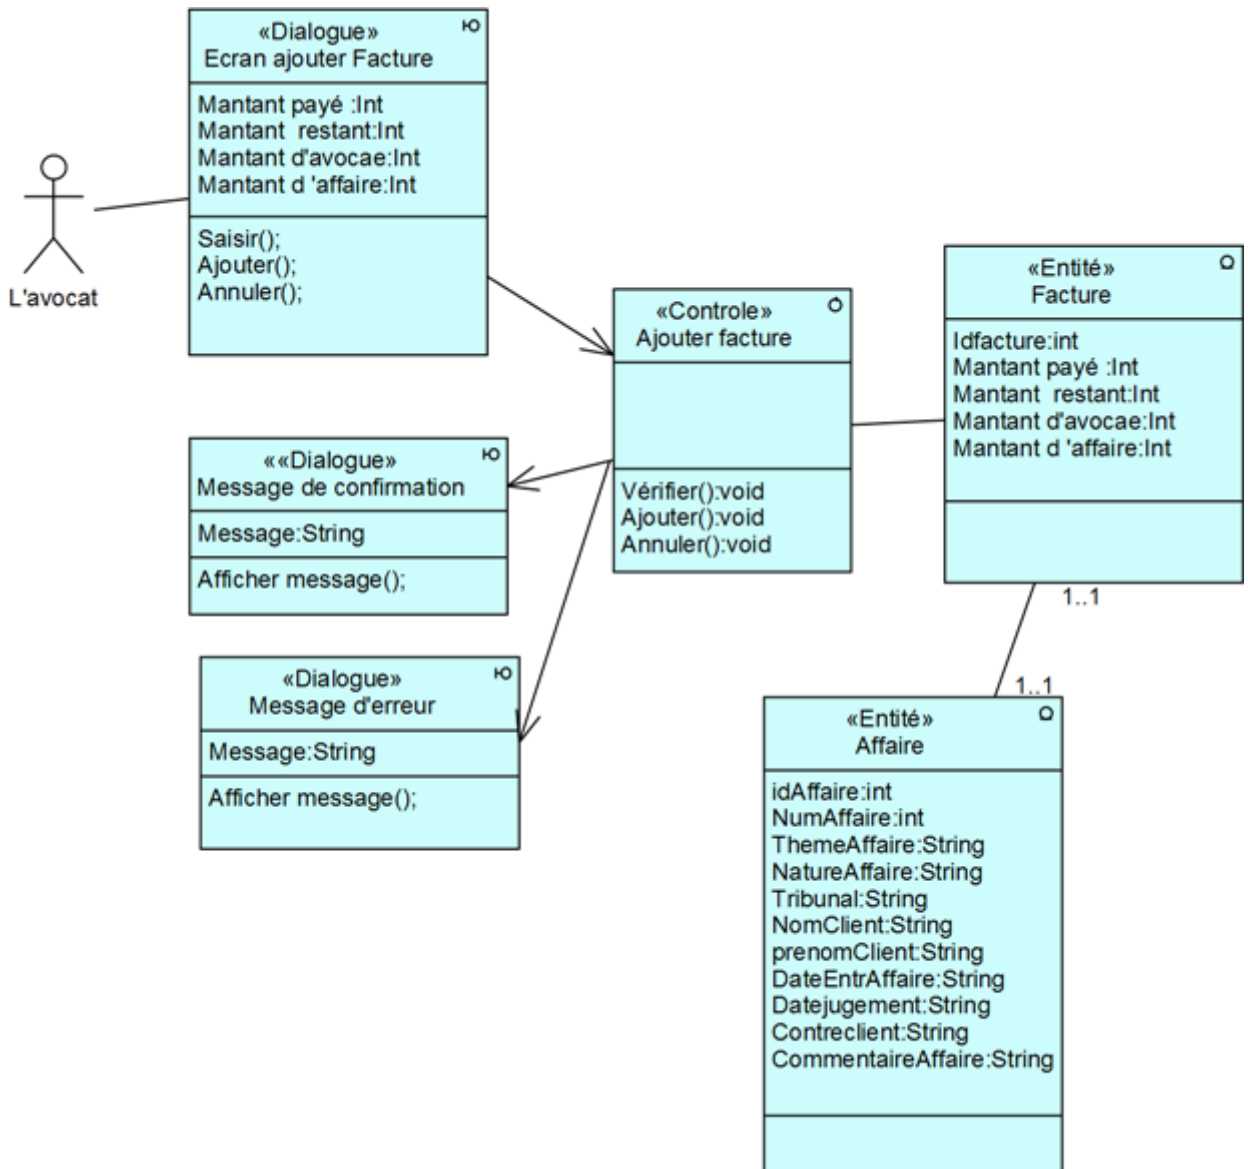 «Dialogue»
Ecran ajouter Facture
Mantant payé :Int
Mantant  restant:Int
Mantant d'avocae:Int
Mantant d 'affaire:Int
Saisir();
Ajouter();
Annuler();
L'avocat
«Controle»
Ajouter facture
Vérifier():void
Ajouter():void
Annuler():void
«Entité»
Facture
Idfacture:int
Mantant payé :Int
Mantant  restant:Int
Mantant d'avocae:Int
Mantant d 'affaire:Int
««Dialogue»
Message de confirmation
Message:String
Afficher message();
«Dialogue»
Message d'erreur
Message:String
Afficher message();
1..1
1..1
«Entité»
Affaire
idAffaire:int
NumAffaire:int
ThemeAffaire:String
NatureAffaire:String
Tribunal:String
NomClient:String
prenomClient:String
DateEntrAffaire:String
Datejugement:String
Contreclient:String
CommentaireAffaire:String